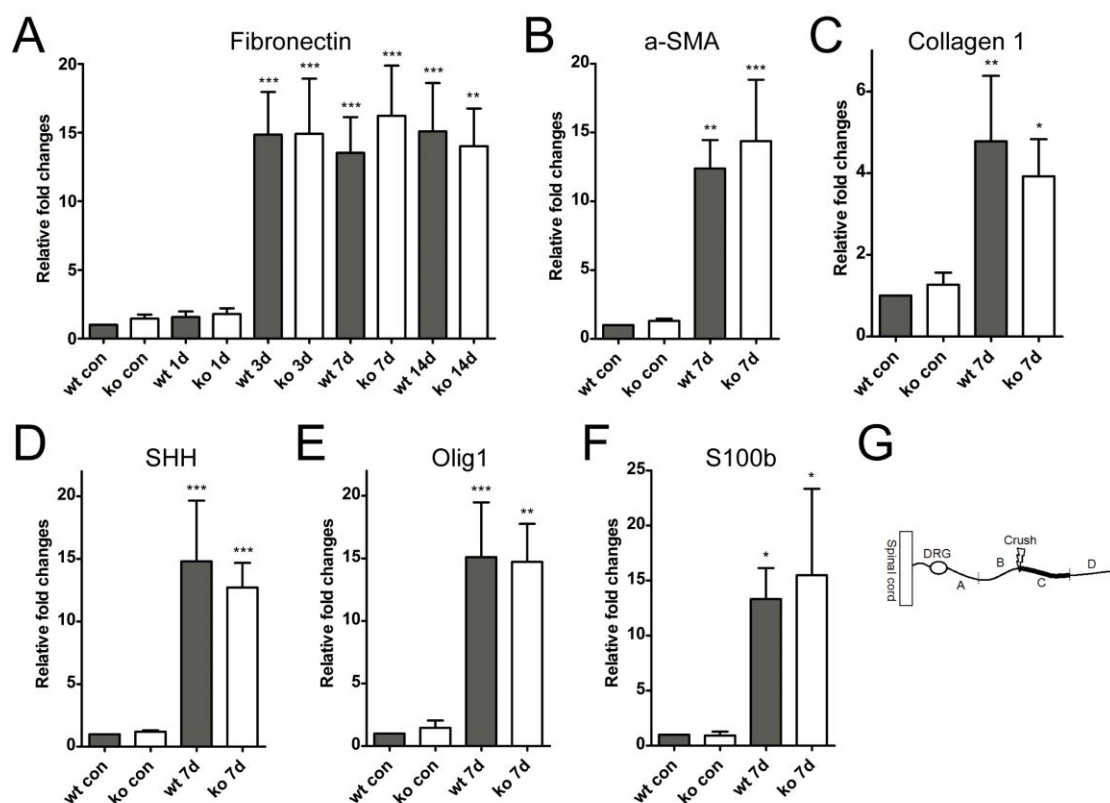 A
Fibronectin
Relative fold changes
20
15
10
5
0
***
***
***
***
***
**
wt con
ko con
wt 1d
ko 1d
wt 3d
ko 3d
wt 7d
ko 7d
wt 14d
ko 14d
B
a-SMA
Relative fold changes
20
15
10
5
0
**
***
wt con
ko con
wt 7d
ko 7d
C
Collagen 1
Relative fold changes
6
4
2
0
**
*
wt con
ko con
wt 7d
ko 7d
D
SHH
Relative fold changes
20
15
10
5
0
***
***
wt con
ko con
wt 7d
ko 7d
E
Olig1
Relative fold changes
20
15
10
5
0
***
**
wt con
ko con
wt 7d
ko 7d
F
S100b
Relative fold changes
25
20
15
10
5
0
*
*
wt con
ko con
wt 7d
ko 7d
G
Spinal cord
DRG
A
B
Crush
C
D